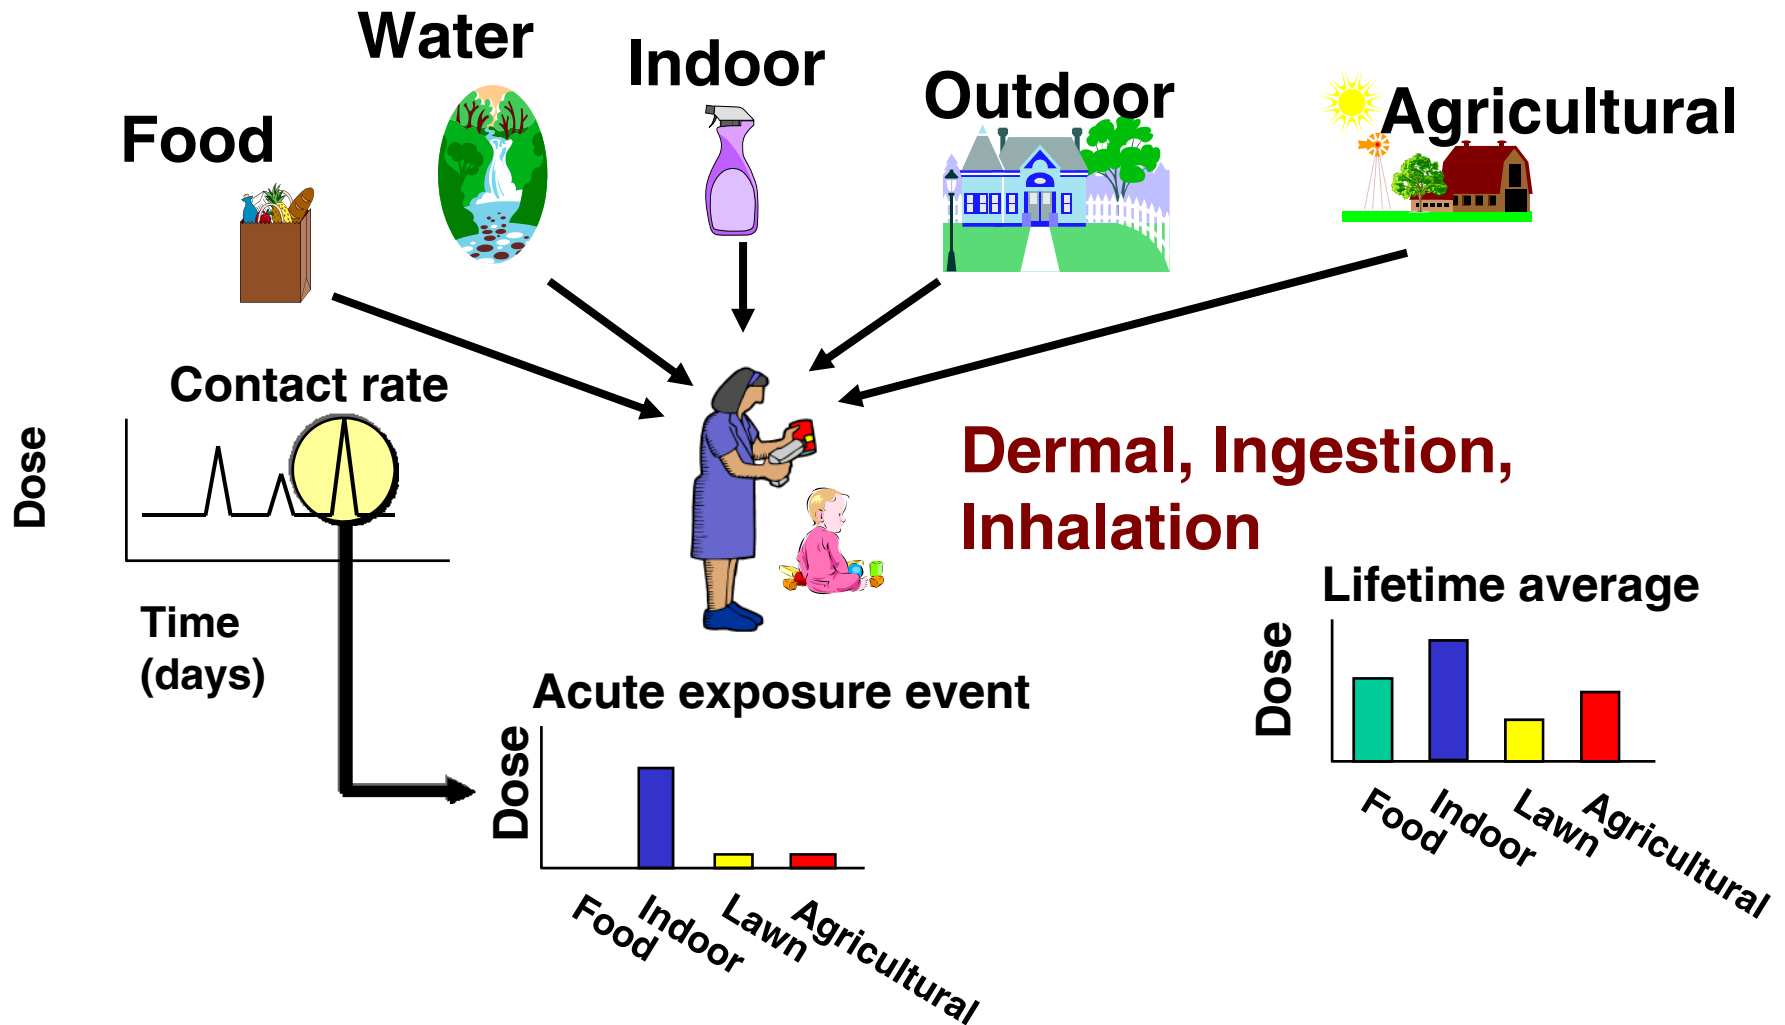 Water
Indoor
Outdoor
Agricultural
Food
Contact rate
Dose
Time
(days)
Dermal, Ingestion,
Inhalation
Acute exposure event
Dose
Food
Indoor
Lawn
Agricultural
Lifetime average
Dose
Food
Indoor
Lawn
Agricultural